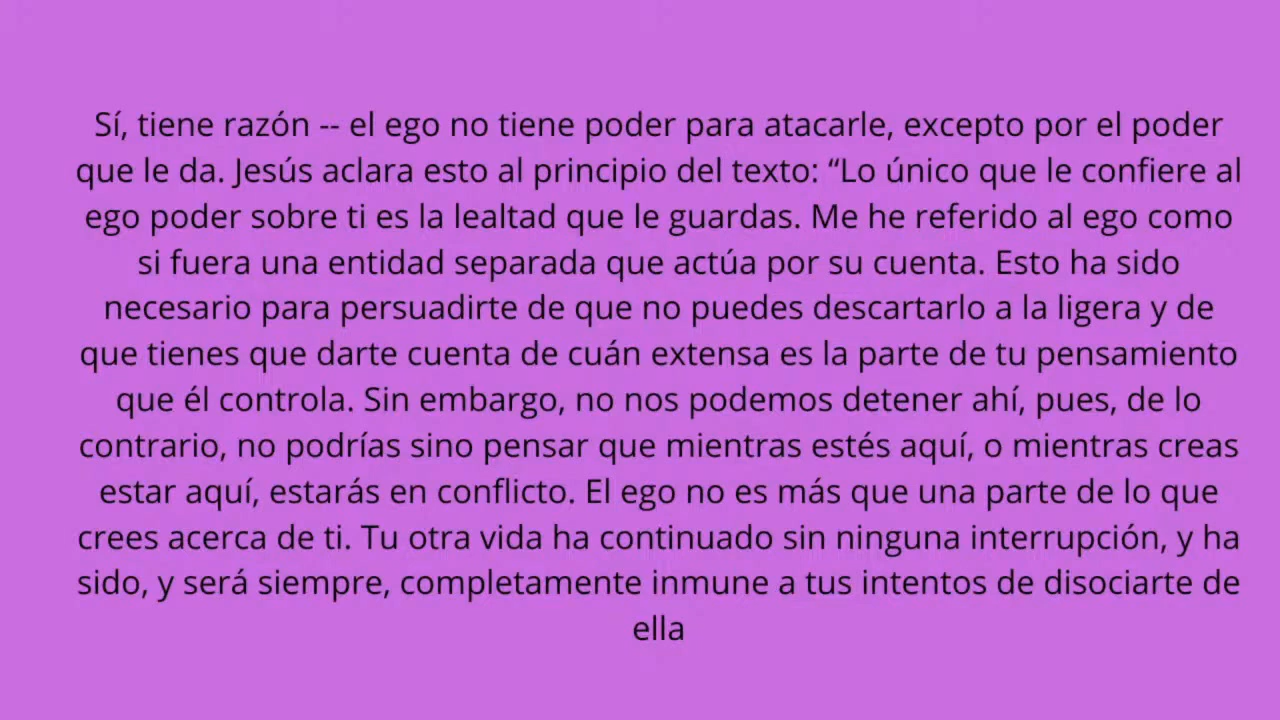 Sí, tiene razón -- el ego no tiene poder para atacarle, excepto por el poder
que le da. Jesús aclara esto al principio del texto: “Lo único que le confiere al
ego poder sobre ti es la lealtad que le guardas. Me he referido al ego como
si fuera una entidad separada que actúa por su cuenta. Esto ha sido
necesario para persuadirte de que no puedes descartarlo a la ligera y de
que tienes que darte cuenta de cuán extensa es la parte de tu pensamiento
que él controla. Sin embargo, no nos podemos detener ahí, pues, de lo
contrario, no podrías sino pensar que mientras estés aquí, o mientras creas
estar aquí, estarás en conflicto. El ego no es más que una parte de lo que
crees acerca de ti. Tu otra vida ha continuado sin ninguna interrupción, y ha
sido, y será siempre, completamente inmune a tus intentos de disociarte de
ella